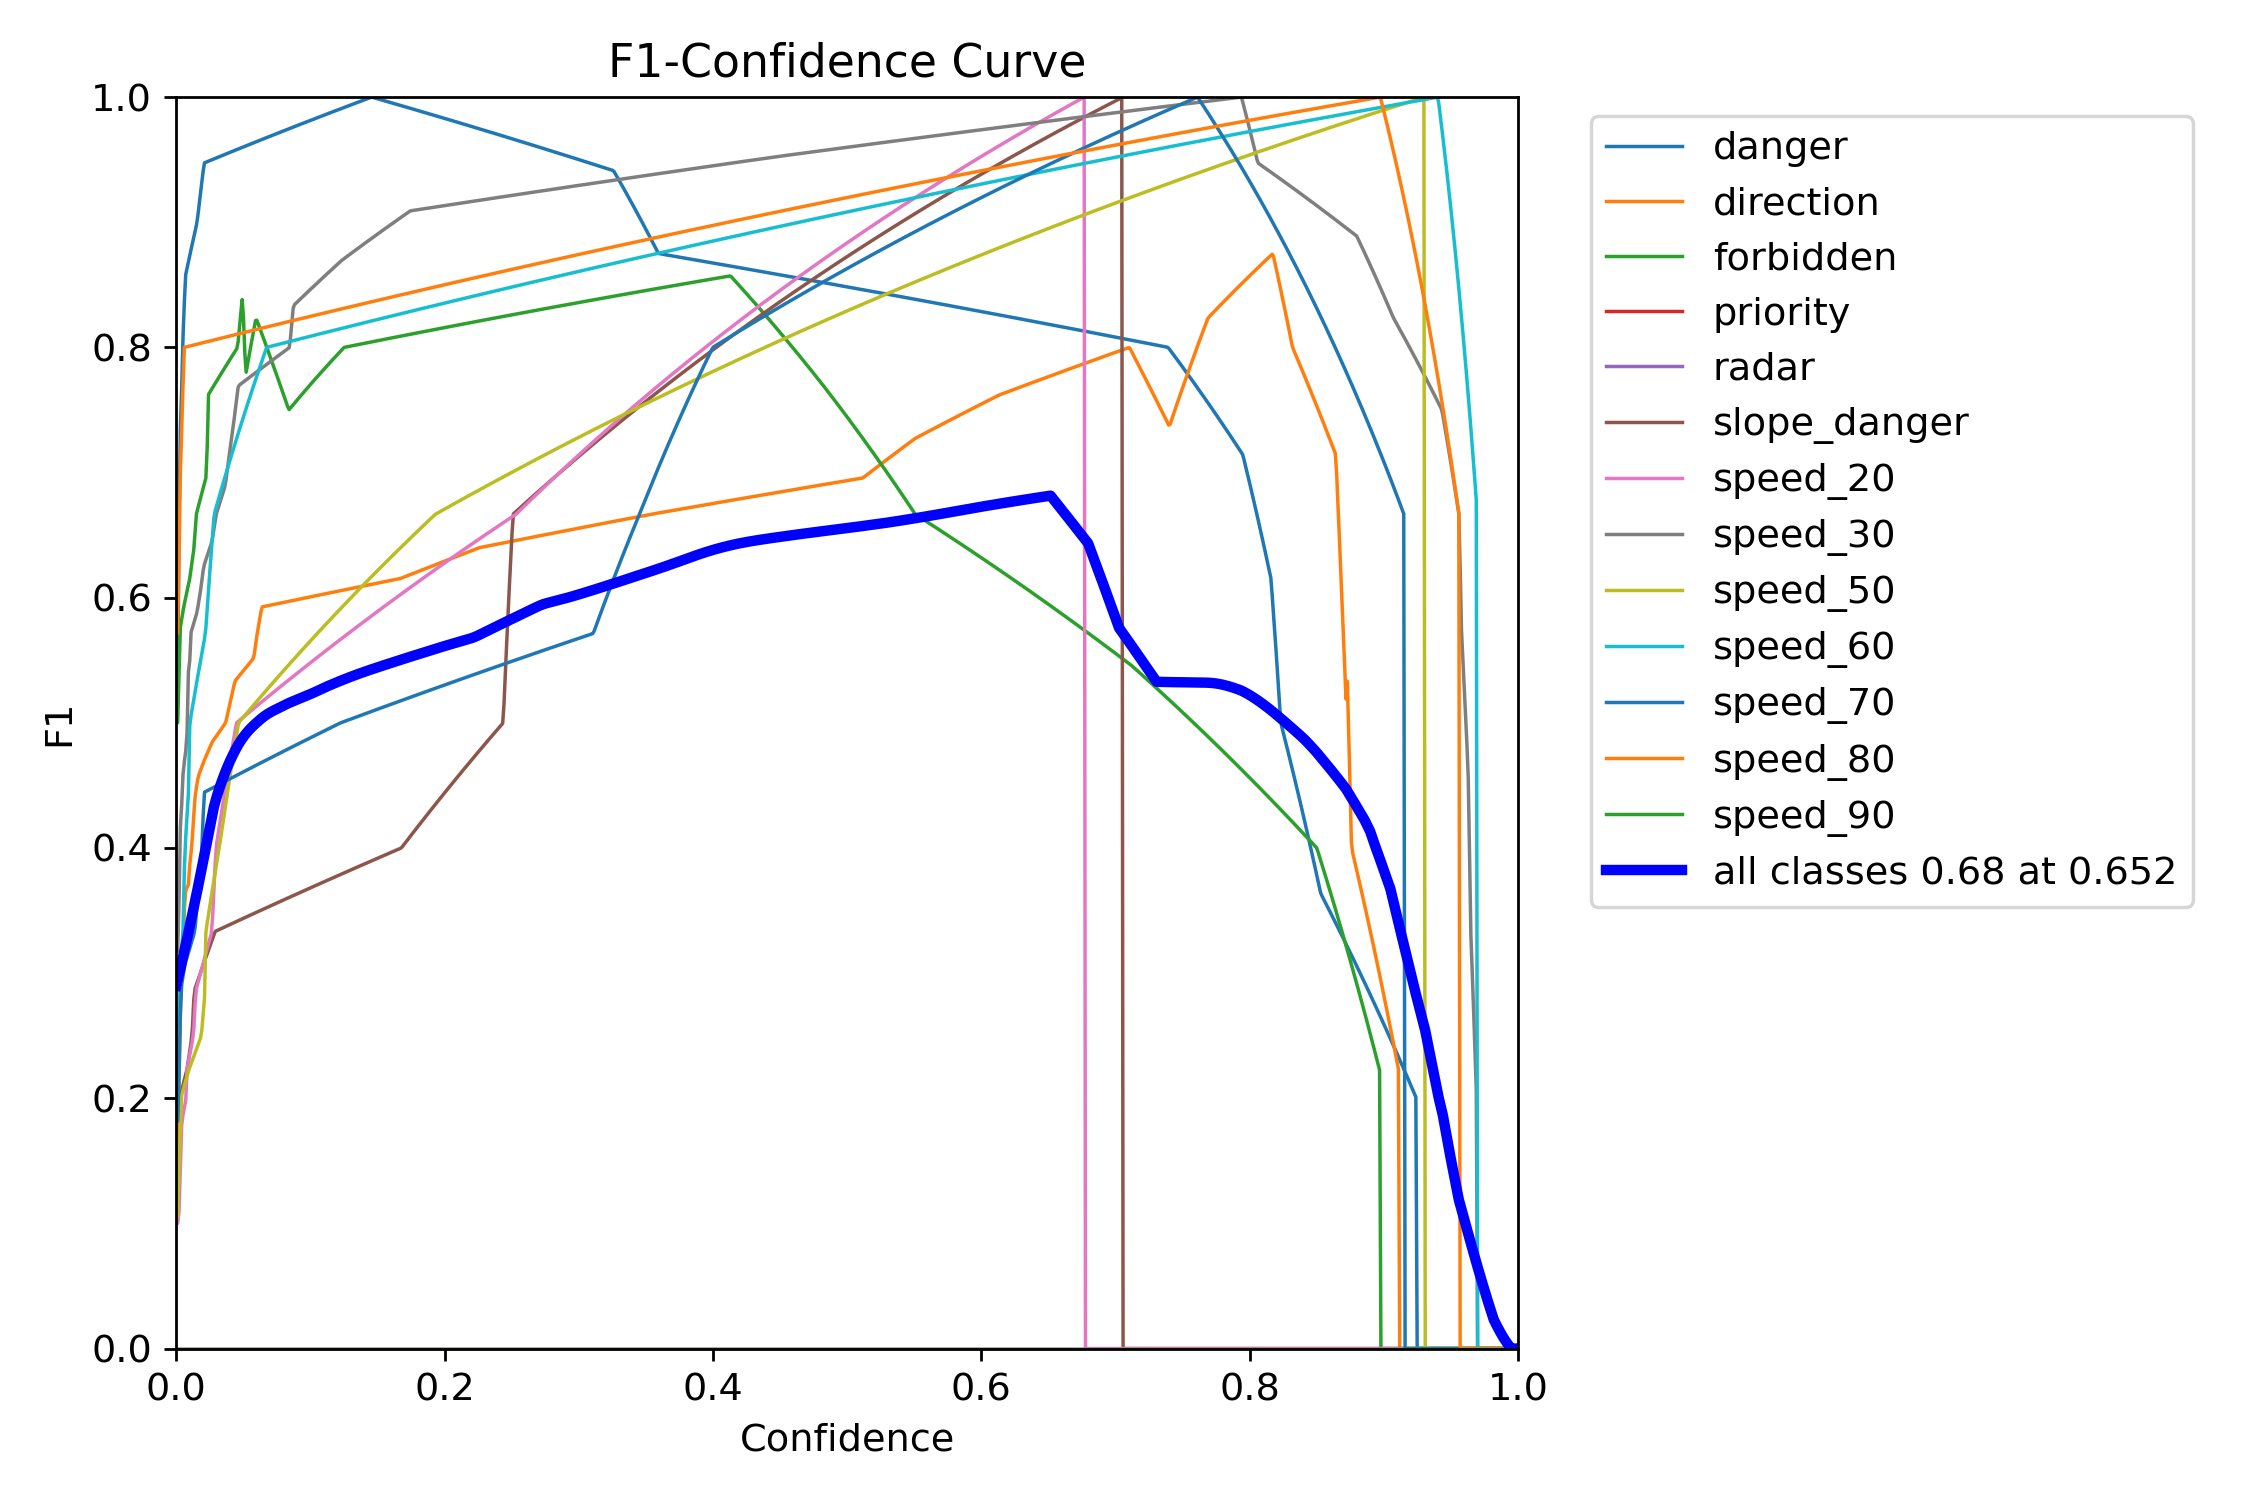 F1-Confidence Curve
1.0
0.8
0.6
0.4
0.2
0.0
F1
0.0 0.2 0.4 0.6 0.8 1.0
Confidence
danger
direction
forbidden
priority
radar
slope_danger
speed_20
speed_30
speed_50
speed_60
speed_70
speed_80
speed_90
all classes 0.68 at 0.652